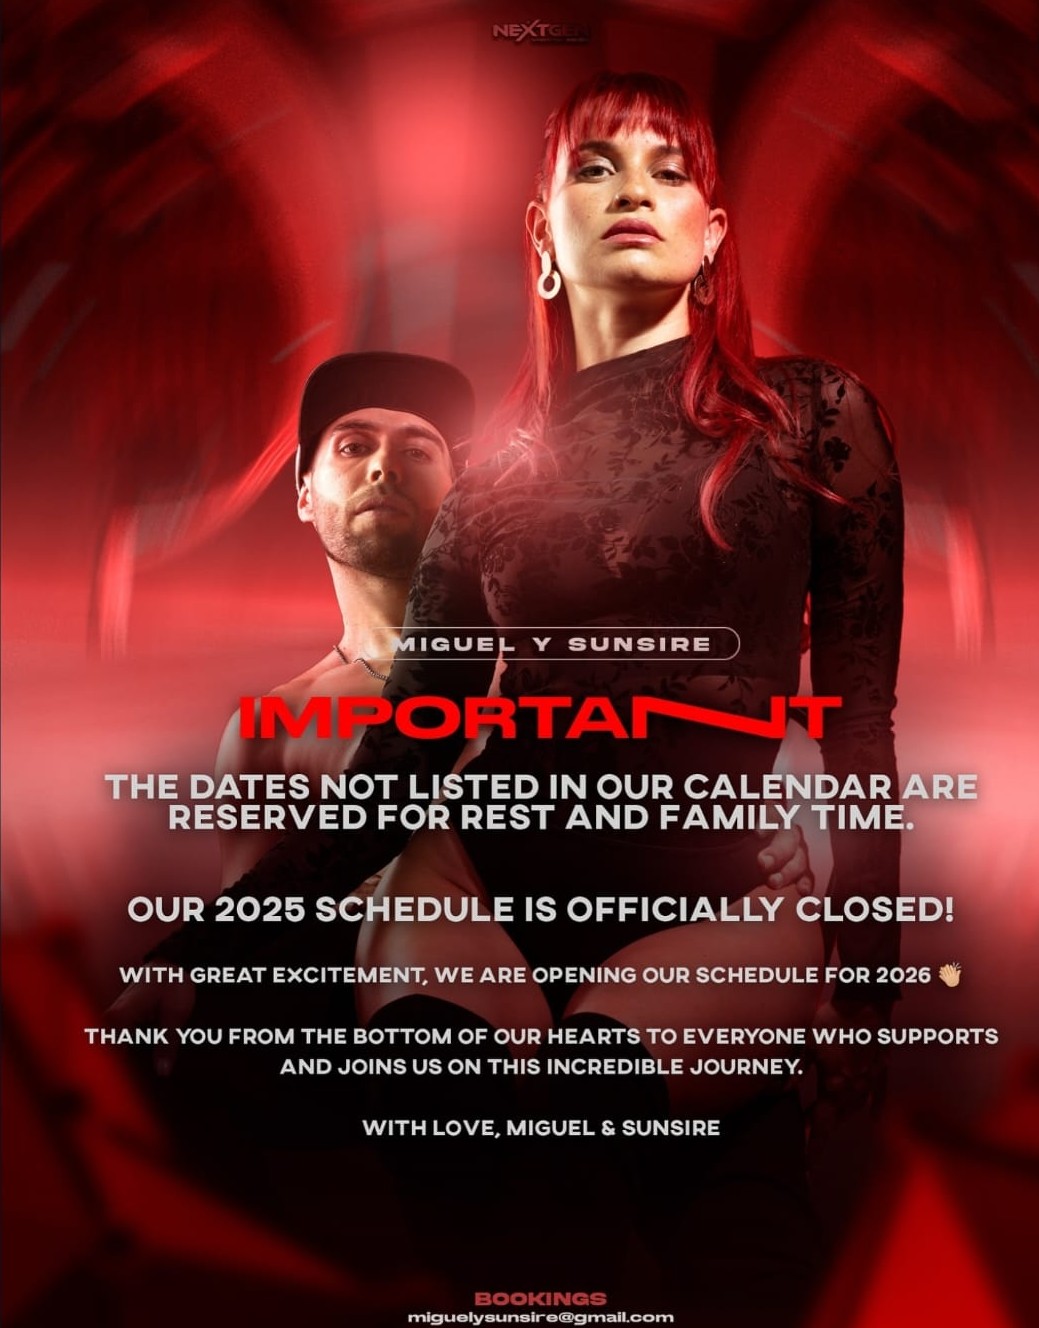 NEXTGEN
MIGUEL Y SUNSIRE
IMPORTANT
THE DATES NOT LISTED IN OUR CALENDAR ARE
RESERVED FOR REST AND FAMILY TIME.
OUR 2025 SCHEDULE IS OFFICIALLY CLOSED!
WITH GREAT EXCITEMENT, WE ARE OPENING OUR SCHEDULE FOR 2026 👏🏼
THANK YOU FROM THE BOTTOM OF OUR HEARTS TO EVERYONE WHO SUPPORTS
AND JOINS US ON THIS INCREDIBLE JOURNEY.
WITH LOVE, MIGUEL & SUNSIRE
BOOKINGS
miguelysunsire@gmail.com